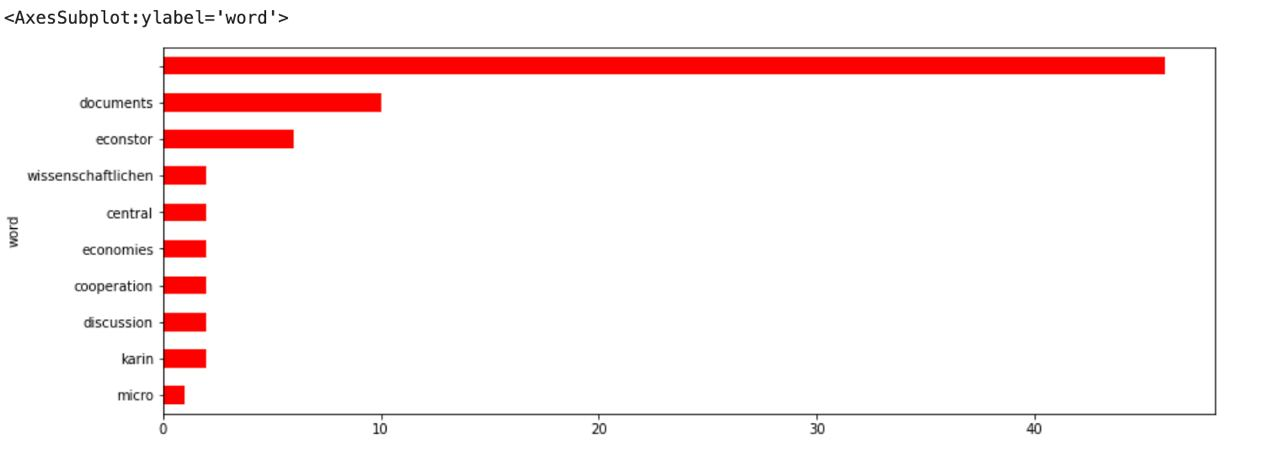 <AxesSubplot:ylabel='word'>
documents
econstor
wissenschaftlichen
central
economies
cooperation
discussion
karin
micro
word
0 10 20 30 40